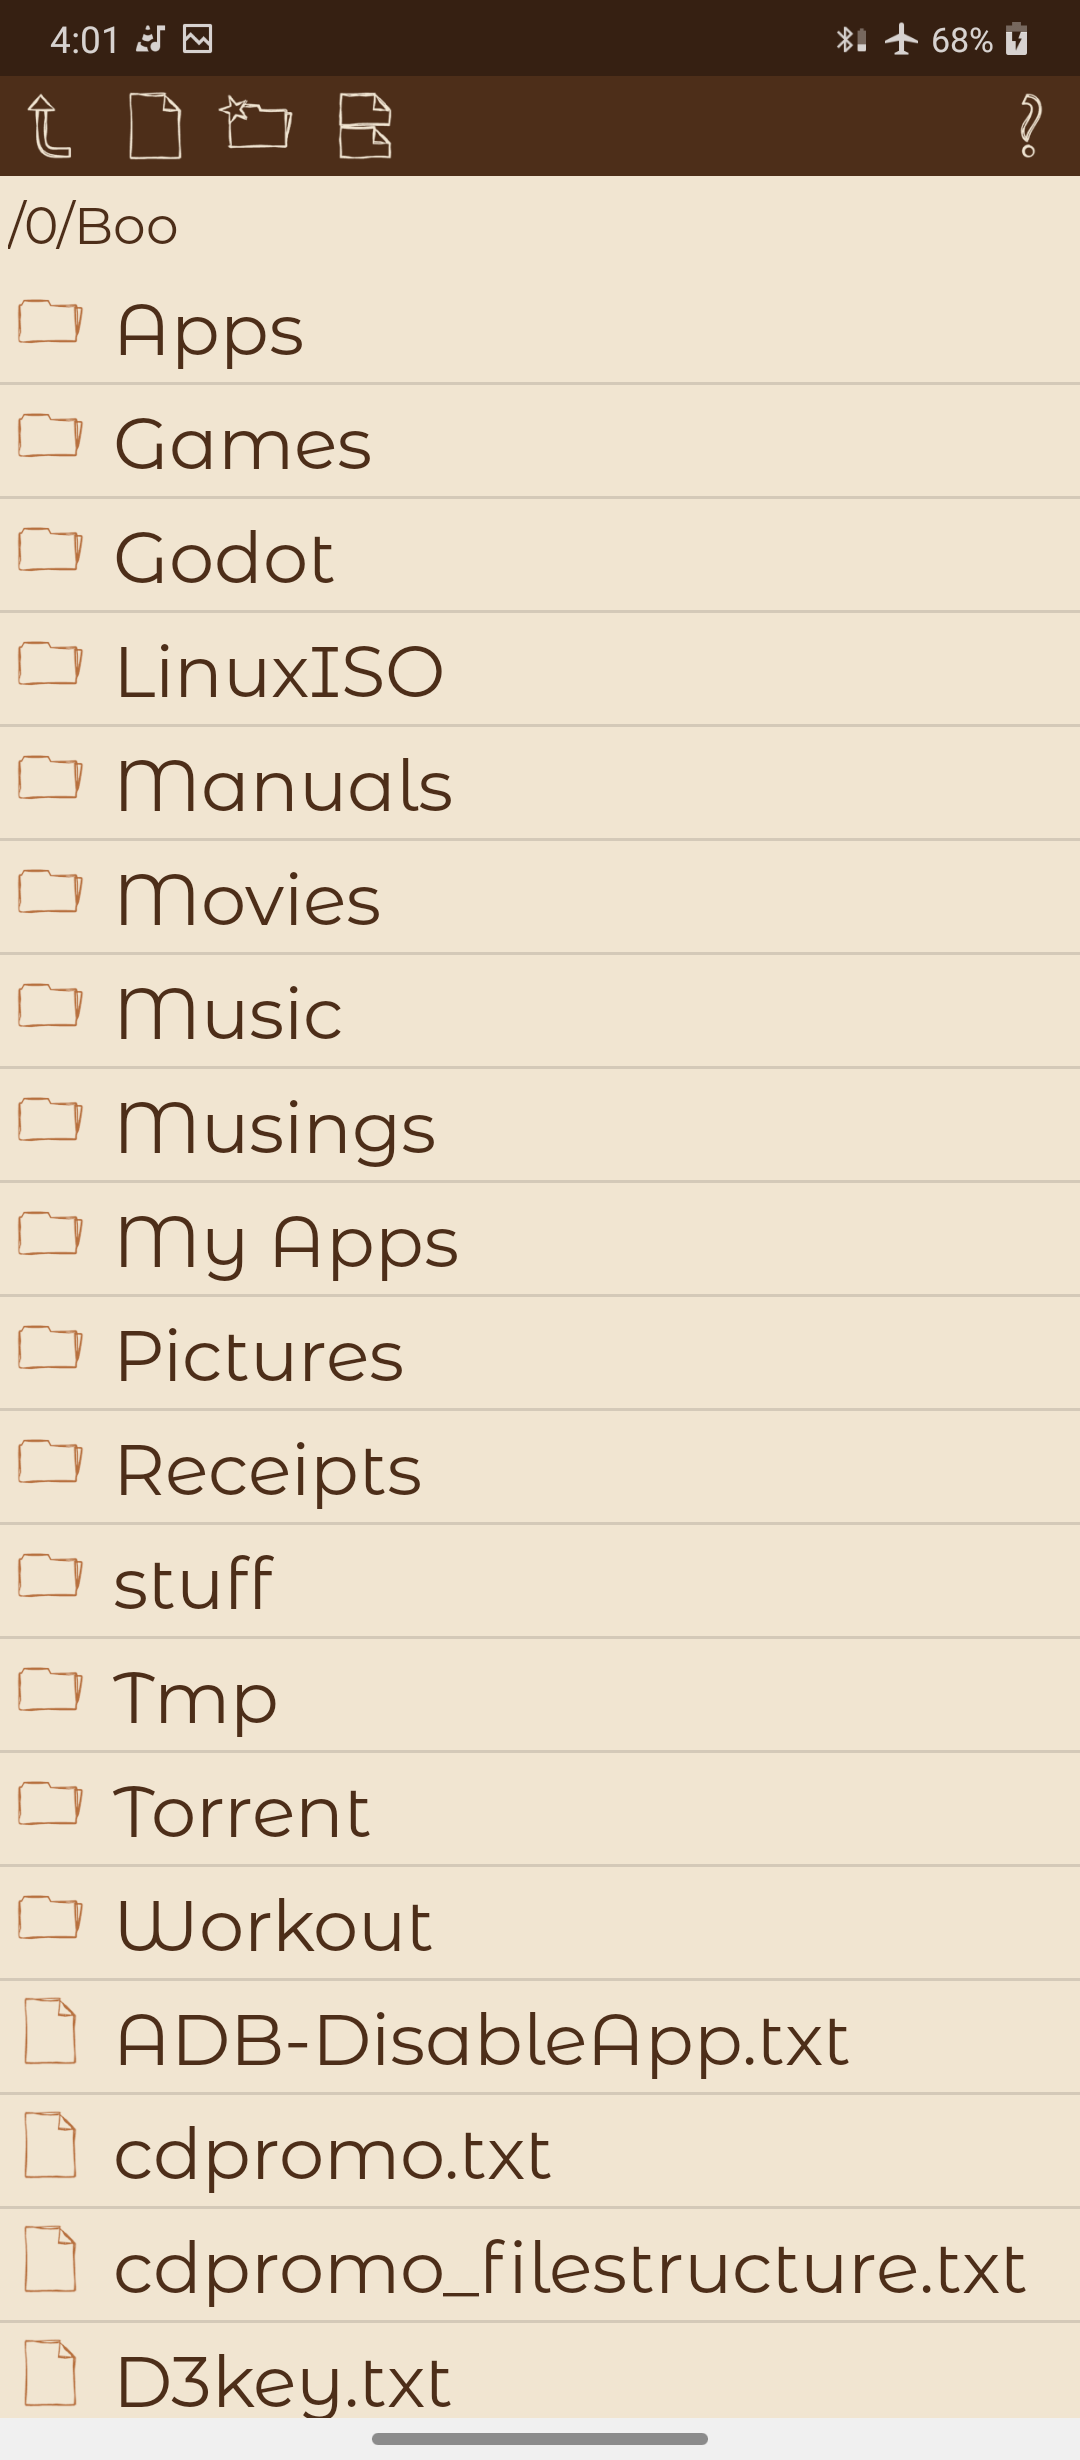 4:01 68%
/0/Boo
Apps
Games
Godot
LinuxISO
Manuals
Movies
Music
Musings
My Apps
Pictures
Receipts
stuff
Tmp
Torrent
Workout
ADB-DisableApp.txt
cdpromo.txt
cdpromo_filestructure.txt
D3key.txt